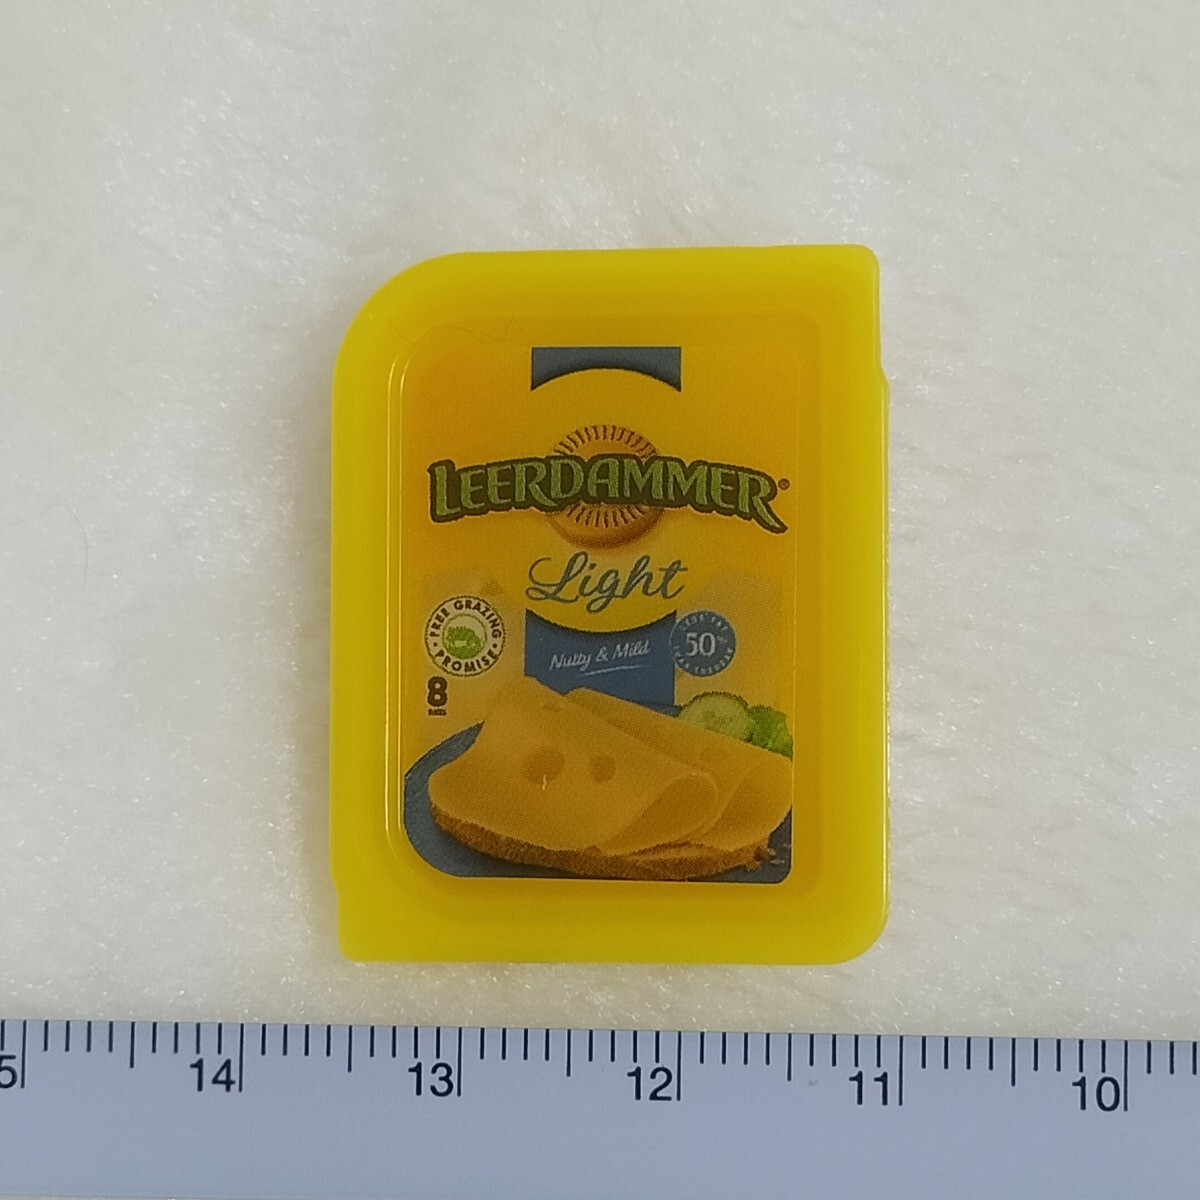 LEERDAMMER®
Light
FREE GRAZING
PROMISE
Nutty & Mild
50%
8
15 14 13 12 11 10